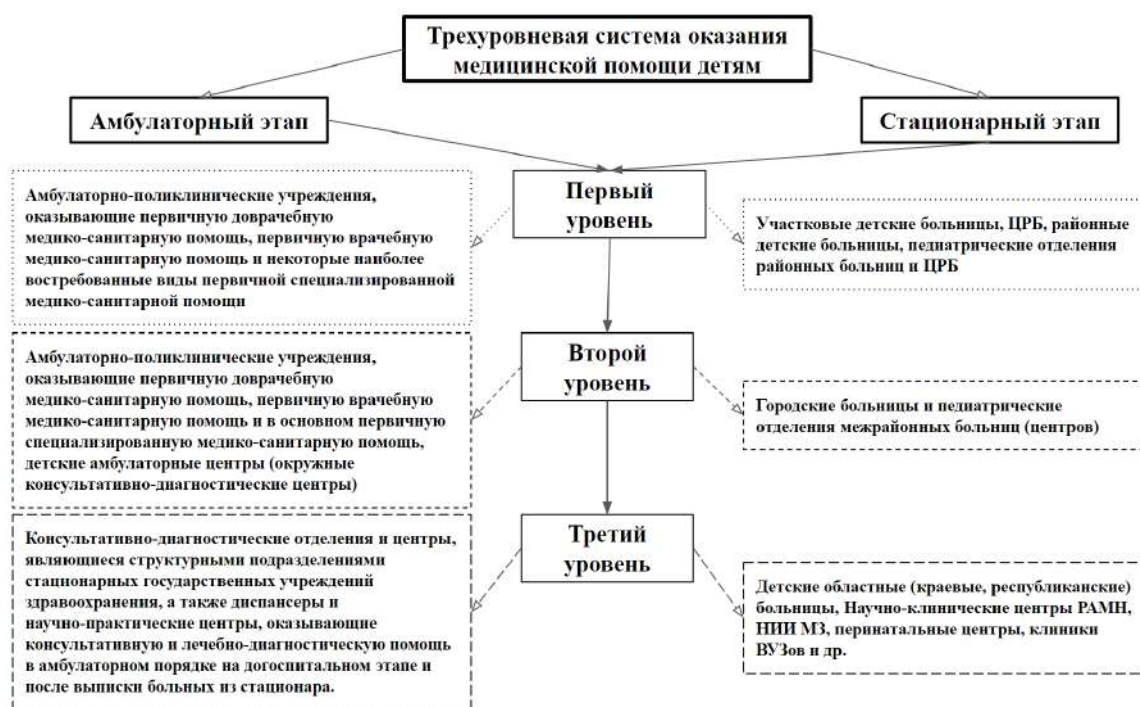 Трехуровневая система оказания
медицинской помощи детям
Амбулаторный этап
Стационарный этап
Первый
уровень
Амбулаторно-поликлинические учреждения,
оказывающие первичную доврачебную
медико-санитарную помощь, первичную врачебную
медико-санитарную помощь и некоторые наиболее
востребованные виды первичной специализированной
медико-санитарной помощи
Участковые детские больницы, ЦРБ, районные
детские больницы, педиатрические отделения
районных больниц и ЦРБ
Второй
уровень
Амбулаторно-поликлинические учреждения,
оказывающие первичную доврачебную
медико-санитарную помощь, первичную врачебную
медико-санитарную помощь и в основном первичную
специализированную медико-санитарную помощь,
детские амбулаторные центры (окружные
консультативно-диагностические центры)
Городские больницы и педиатрические
отделения межрайонных больниц (центров)
Третий
уровень
Консультативно-диагностические отделения и центры,
являющиеся структурными подразделениями
стационарных государственных учреждений
здравоохранения, а также диспансеры и
научно-практические центры, оказывающие
консультативную и лечебно-диагностическую помощь
в амбулаторном порядке на догоспитальном этапе и
после выписки больных из стационара.
Детские областные (краевые, республиканские)
больницы, Научно-клинические центры РАМН,
НИИ МЗ, перинатальные центры, клиники
ВУЗов и др.